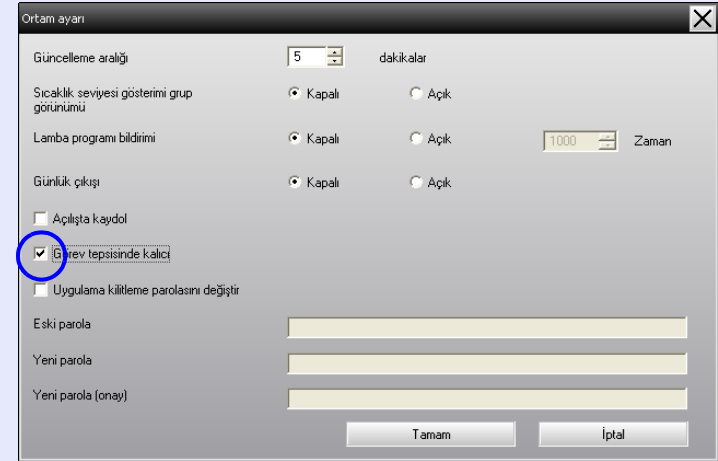 Ortam ayarı
Güncelleme aralığı 5 dakikalar
Sıcaklık seviyesi gösterimi grup
görünümü
Kapalı Açık
Lamba programı bildirimi Kapalı Açık 1000 Zaman
Günlük çıkışı Kapalı Açık
Açılışta kaydol
Görev tepsisinde kalıcı
Uygulama kilitleme parolasını değiştir
Eski parola
Yeni parola
Yeni parola (onay)
Tamam İptal